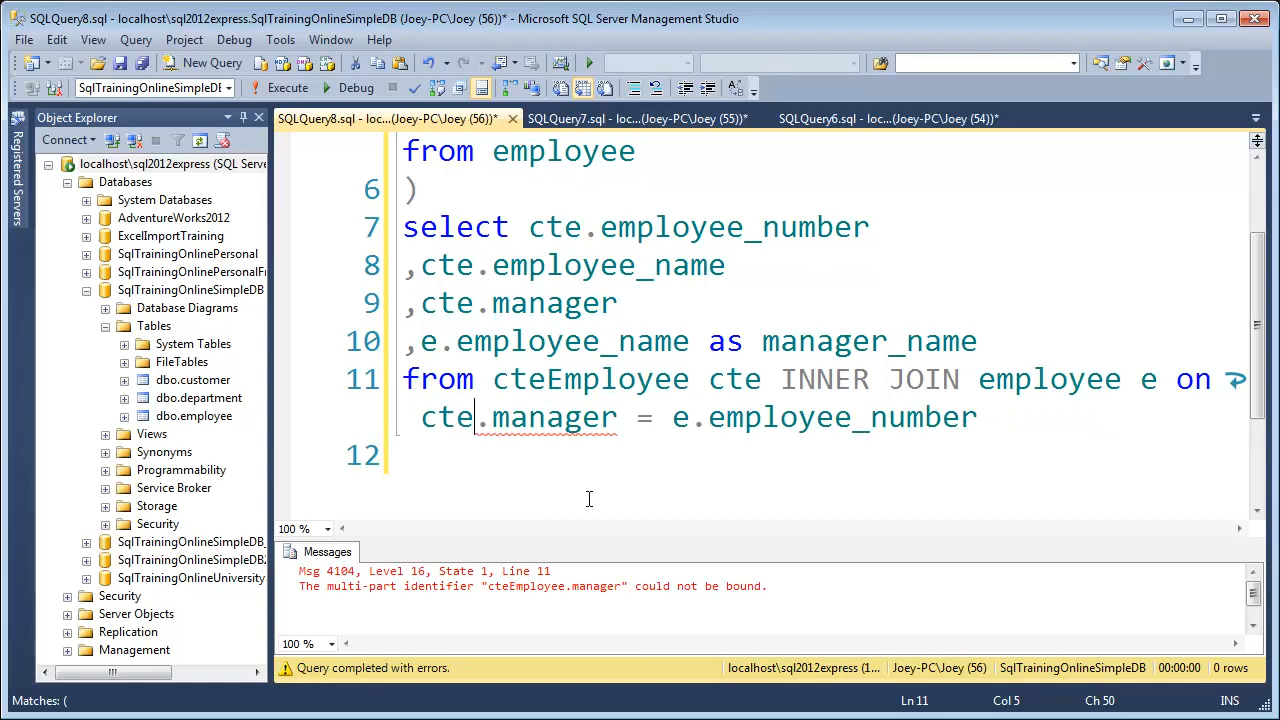 SQLQuery8.sql - localhost\sql2012express.SqlTrainingOnlineSimpleDB (Joey-PC\Joey (56))* - Microsoft SQL Server Management Studio
File Edit View Query Project Debug Tools Window Help
New Query
SqlTrainingOnlineSimpleDB Execute Debug
Registered Servers
Object Explorer
Connect
localhost\sql2012express (SQL Serve
Databases
System Databases
AdventureWorks2012
ExcelImportTraining
SqlTrainingOnlinePersonal
SqlTrainingOnlinePersonalFr
SqlTrainingOnlineSimpleDB
Database Diagrams
Tables
System Tables
FileTables
dbo.customer
dbo.department
dbo.employee
Views
Synonyms
Programmability
Service Broker
Storage
Security
SqlTrainingOnlineSimpleDB_
SqlTrainingOnlineSimpleDB2
SqlTrainingOnlineUniversity
Security
Server Objects
Replication
Management
SQLQuery8.sql - loc...(Joey-PC\Joey (56))* SQLQuery7.sql - loc...(Joey-PC\Joey (55))* SQLQuery6.sql - loc...(Joey-PC\Joey (54))*
from employee
6 )
7 select cte.employee_number
8 ,cte.employee_name
9 ,cte.manager
10 ,e.employee_name as manager_name
11 from cteEmployee cte INNER JOIN employee e on
cte.manager = e.employee_number
12
100 %
Messages
Msg 4104, Level 16, State 1, Line 11
The multi-part identifier "cteEmployee.manager" could not be bound.
100 %
Query completed with errors. localhost\sql2012express (1... Joey-PC\Joey (56) SqlTrainingOnlineSimpleDB 00:00:00 0 rows
Matches: ( Ln 11 Col 5 Ch 50 INS